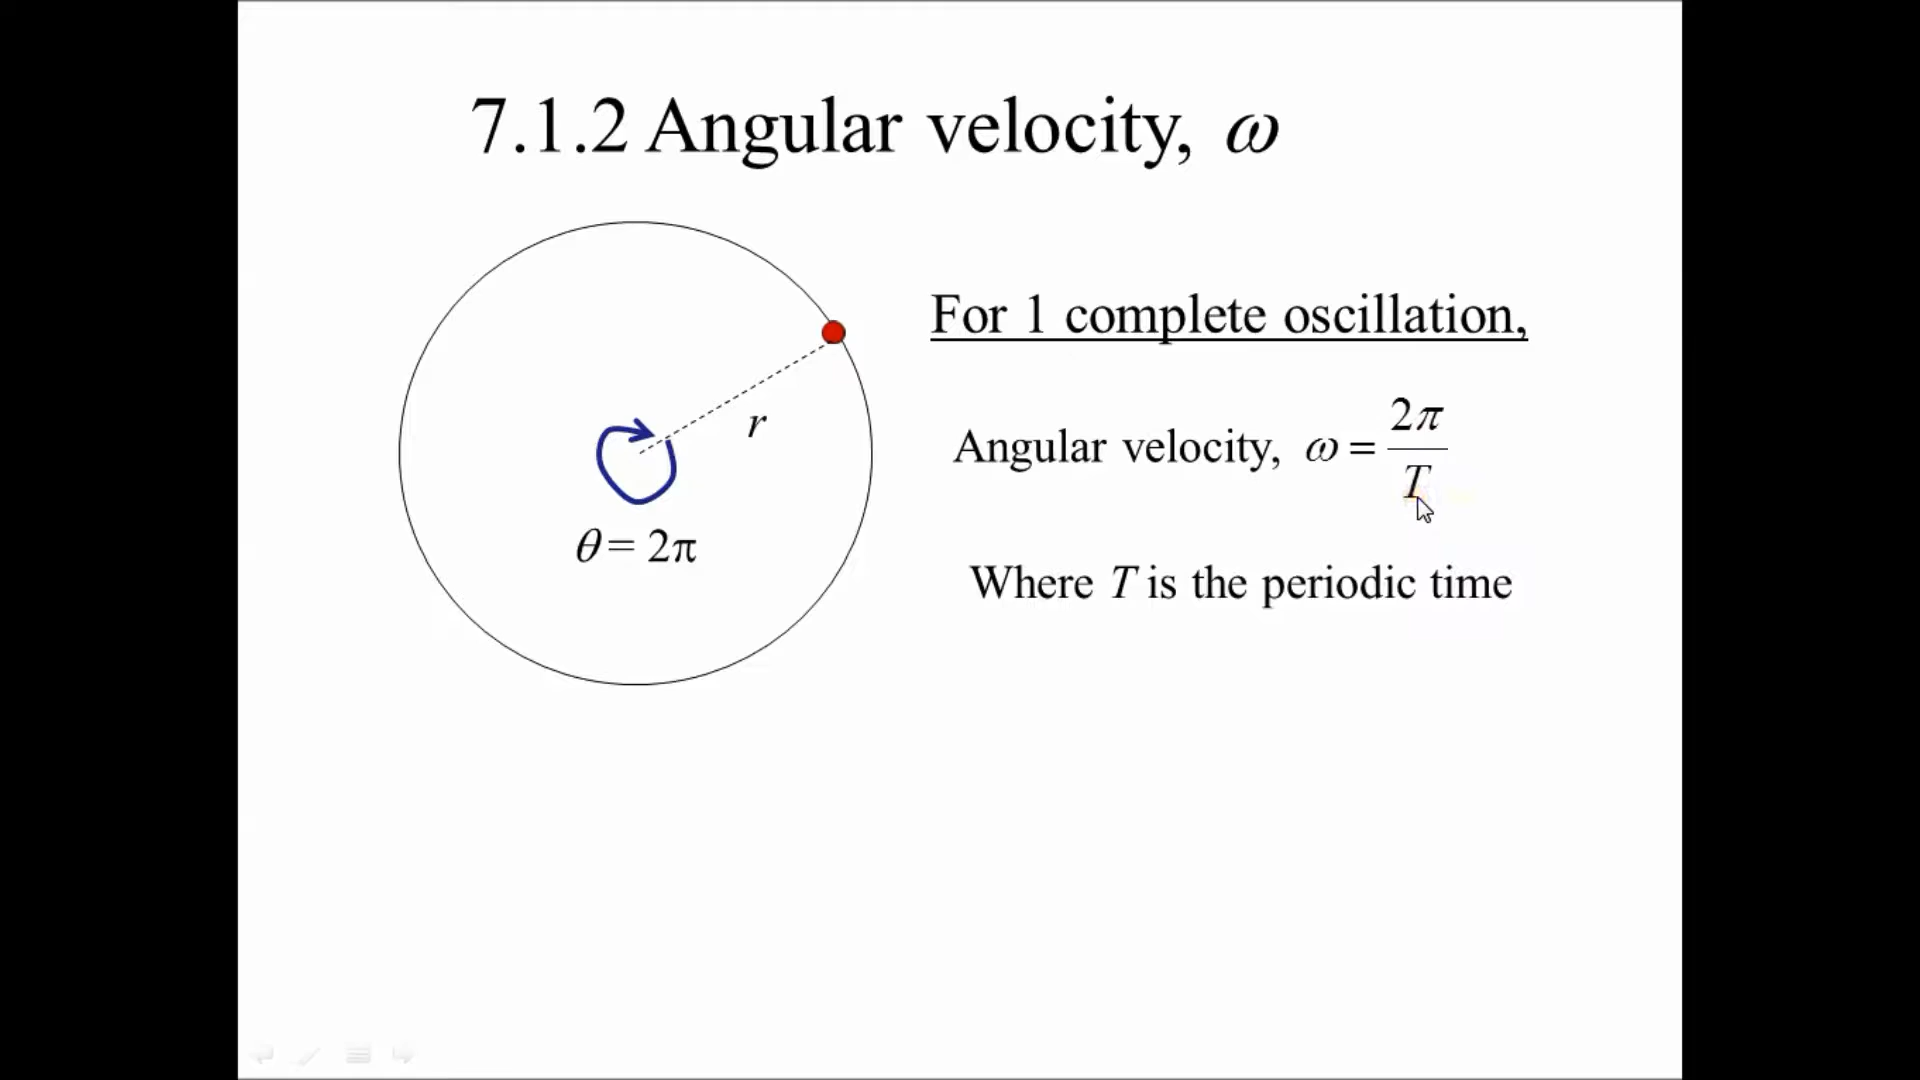 7.1.2 Angular velocity, ω
For 1 complete oscillation,
Angular velocity, ω = 2π / T
r
θ = 2π
Where T is the periodic time